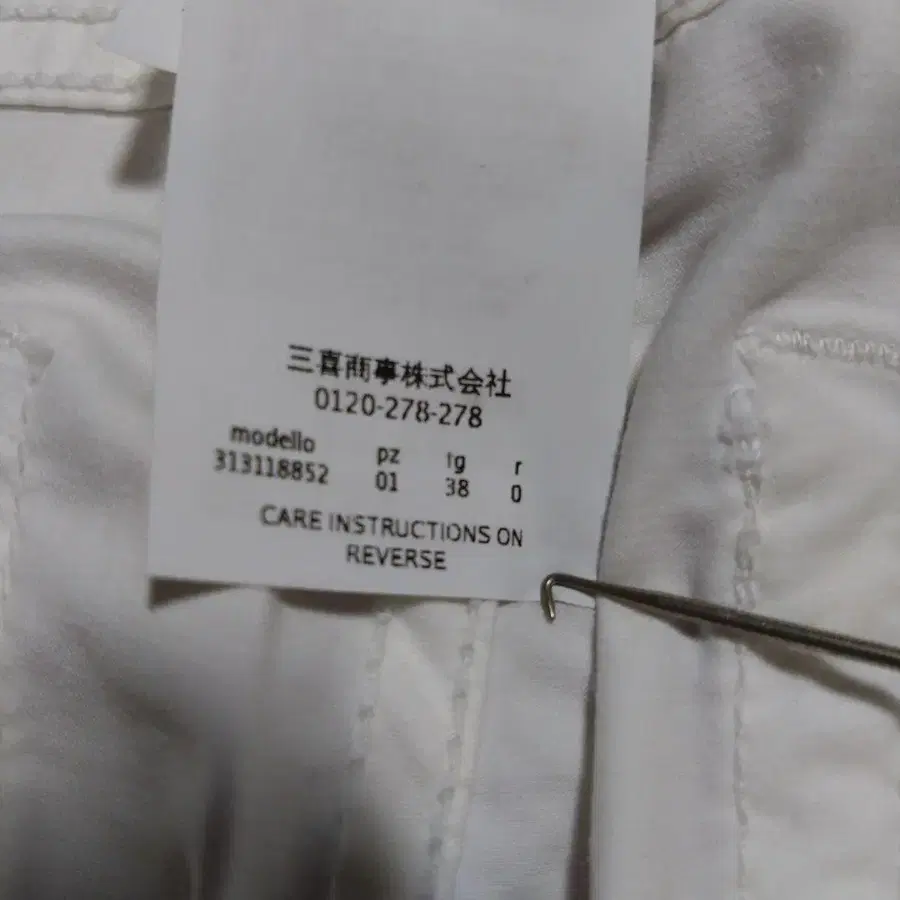 三喜商事株式会社
0120-278-278
modello pz tg r
313118852 01 38 0
CARE INSTRUCTIONS ON
REVERSE